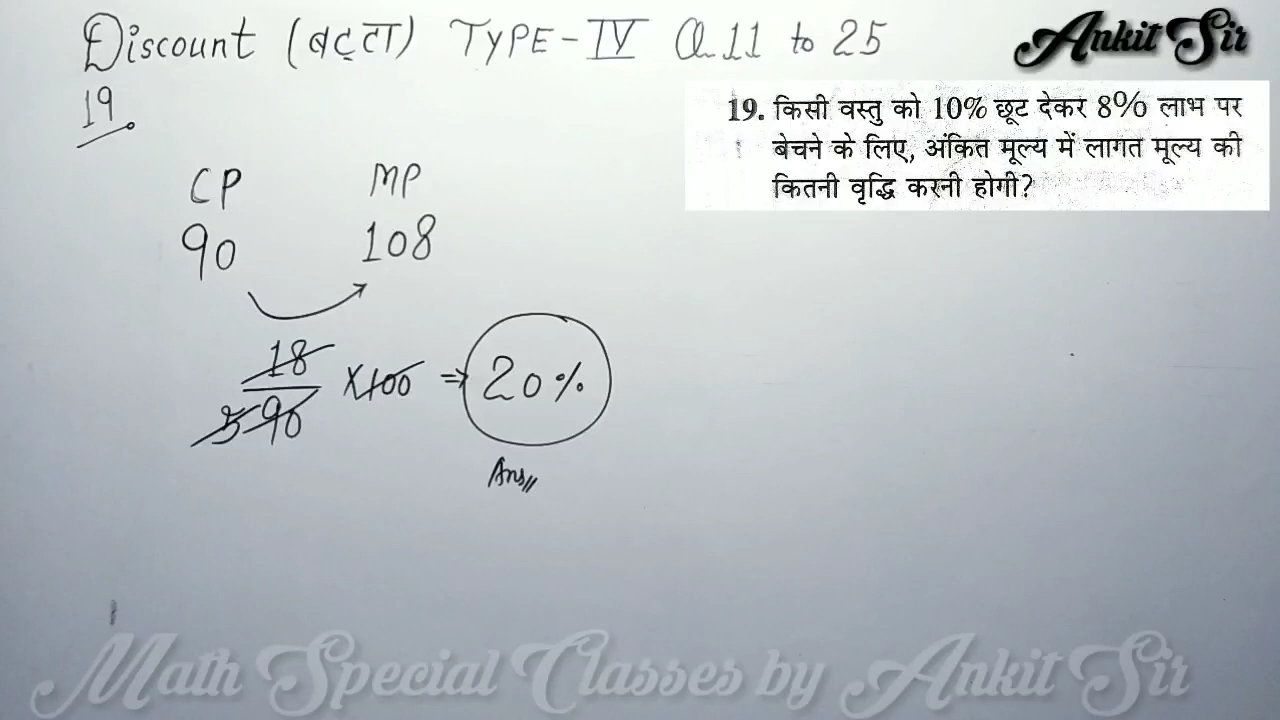 Discount (बट्टा) TYPE-IV Q.11 to 25
Ankit Sir
19
19. किसी वस्तु को 10% छूट देकर 8% लाभ पर
बेचने के लिए, अंकित मूल्य में लागत मूल्य की
कितनी वृद्धि करनी होगी?
CP MP
90 108
18
5 90 ×100 ⇒ 20%
Ans
Math Special Classes by Ankit Sir